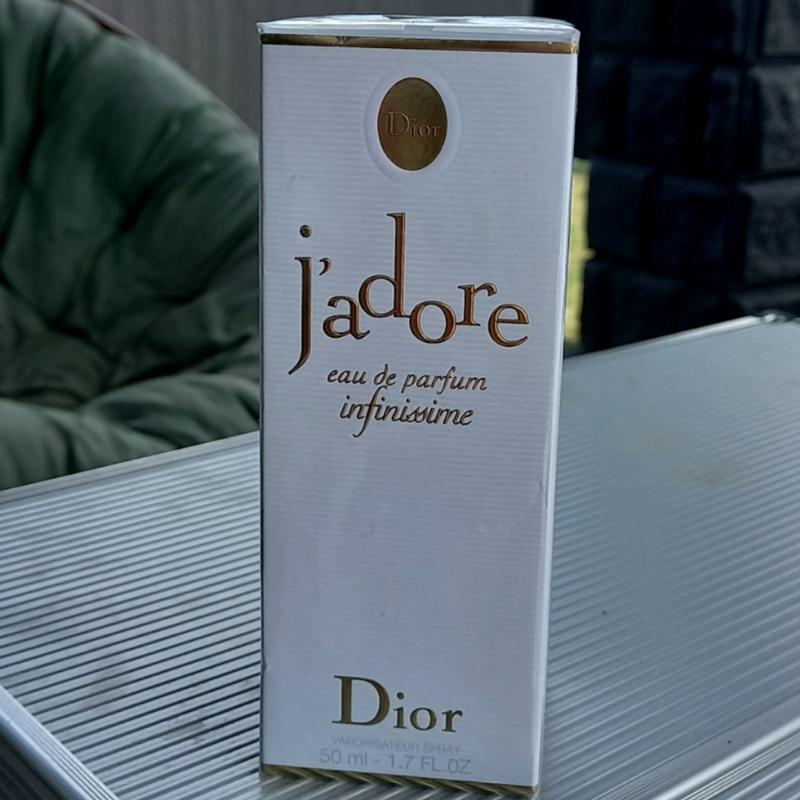 Dior
j'adore
eau de parfum
infinissime
Dior
VAPORISATEUR SPRAY
50 ml - 1.7 FL.OZ